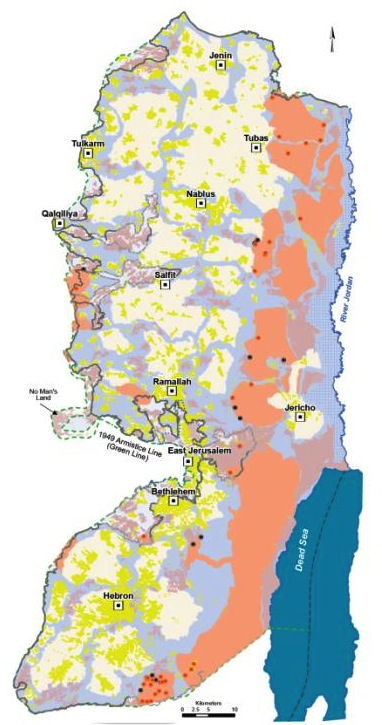 Jenin
Tubas
Tulkarm
Nablus
Qalqiliya
Salfit
River Jordan
No Man's
Land
Ramallah
Jericho
1949 Armistice Line
(Green Line)
East Jerusalem
Bethlehem
Dead Sea
Hebron
Kilometers
0 2.5 5 10